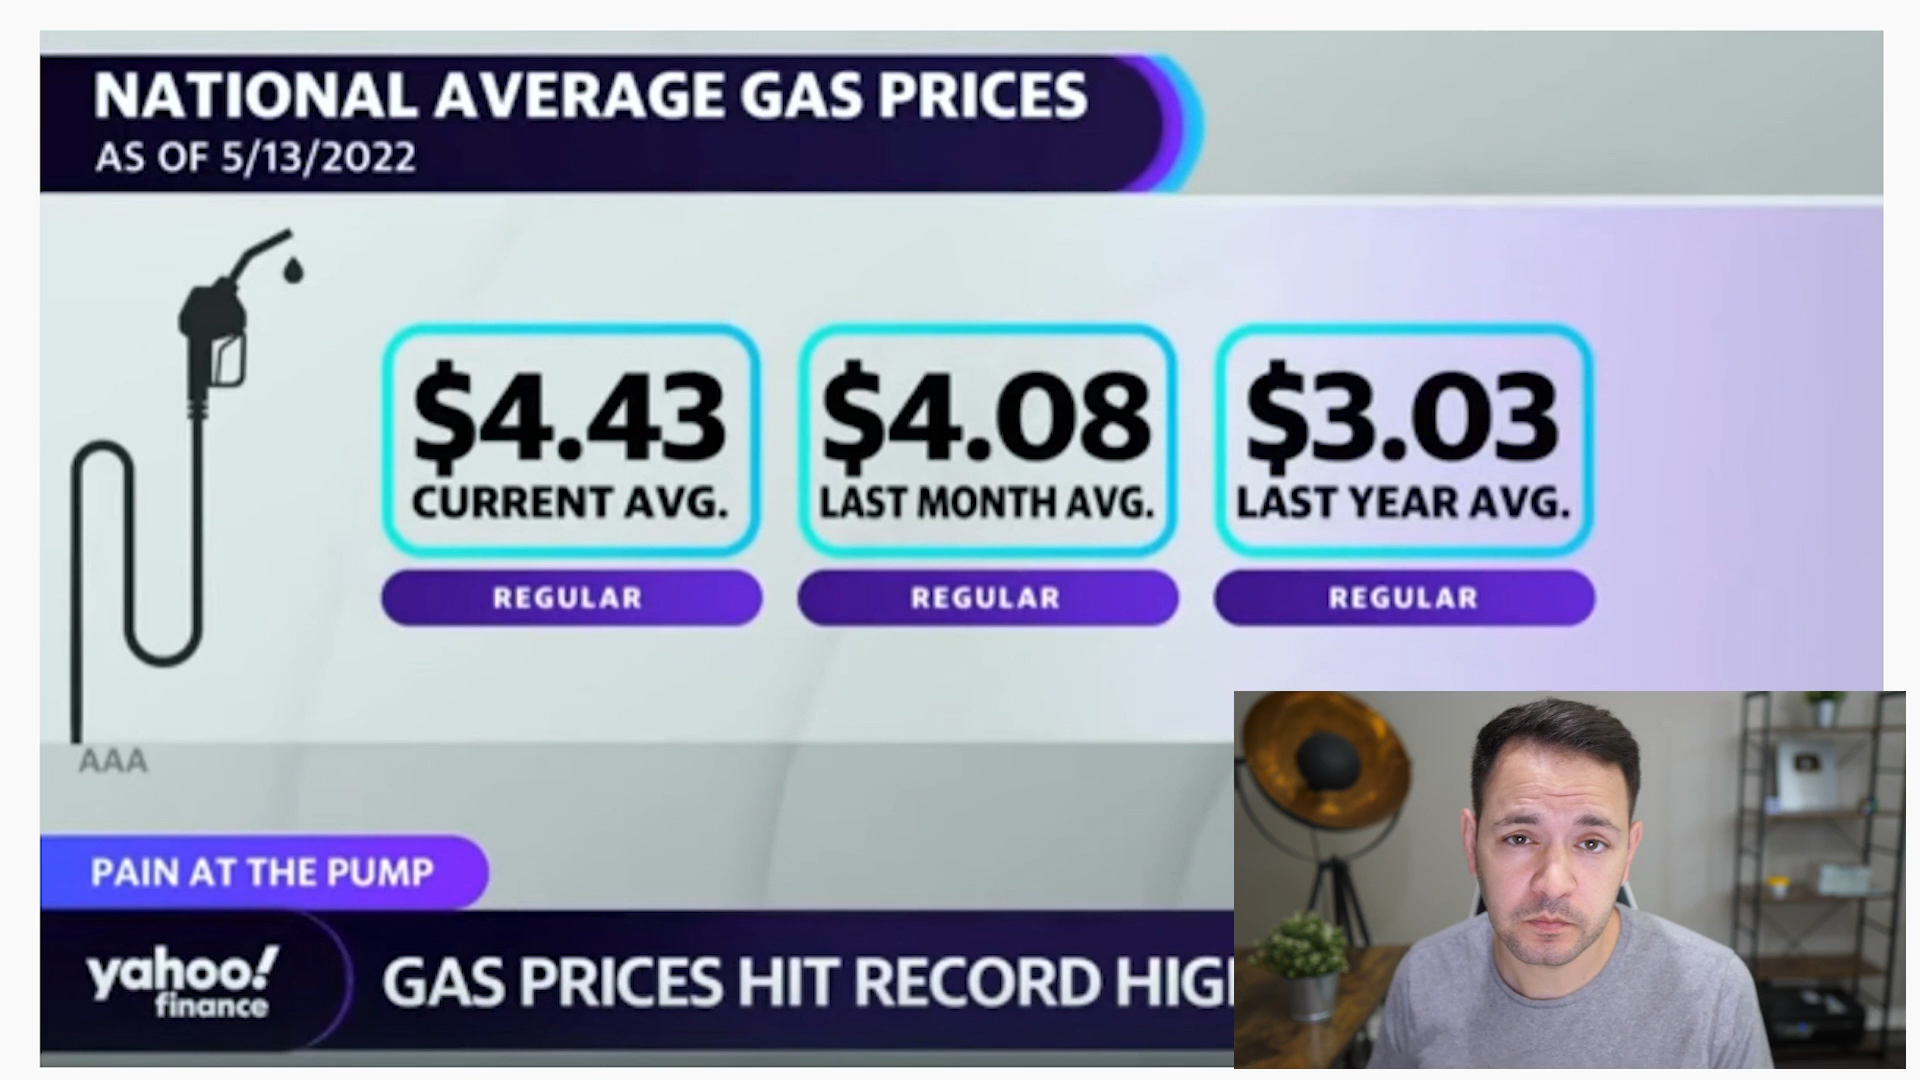 NATIONAL AVERAGE GAS PRICES
AS OF 5/13/2022
$4.43
CURRENT AVG.
REGULAR
$4.08
LAST MONTH AVG.
REGULAR
$3.03
LAST YEAR AVG.
REGULAR
AAA
PAIN AT THE PUMP
yahoo!
finance
GAS PRICES HIT RECORD